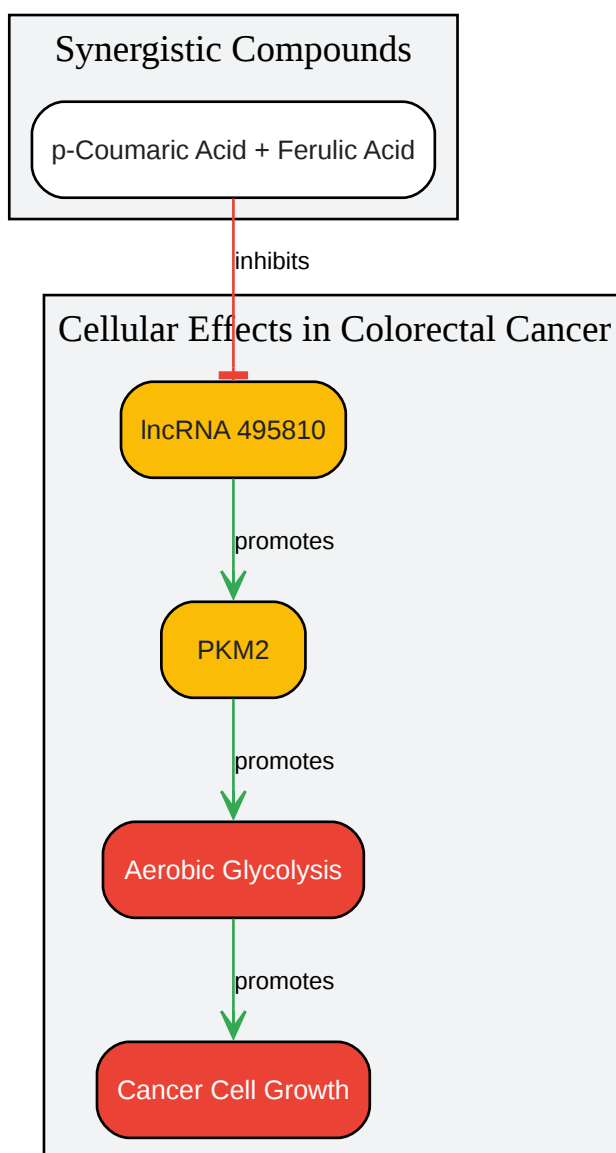 Synergistic Compounds
p-Coumaric Acid + Ferulic Acid
inhibits
Cellular Effects in Colorectal Cancer
lncRNA 495810
promotes
PKM2
promotes
Aerobic Glycolysis
promotes
Cancer Cell Growth